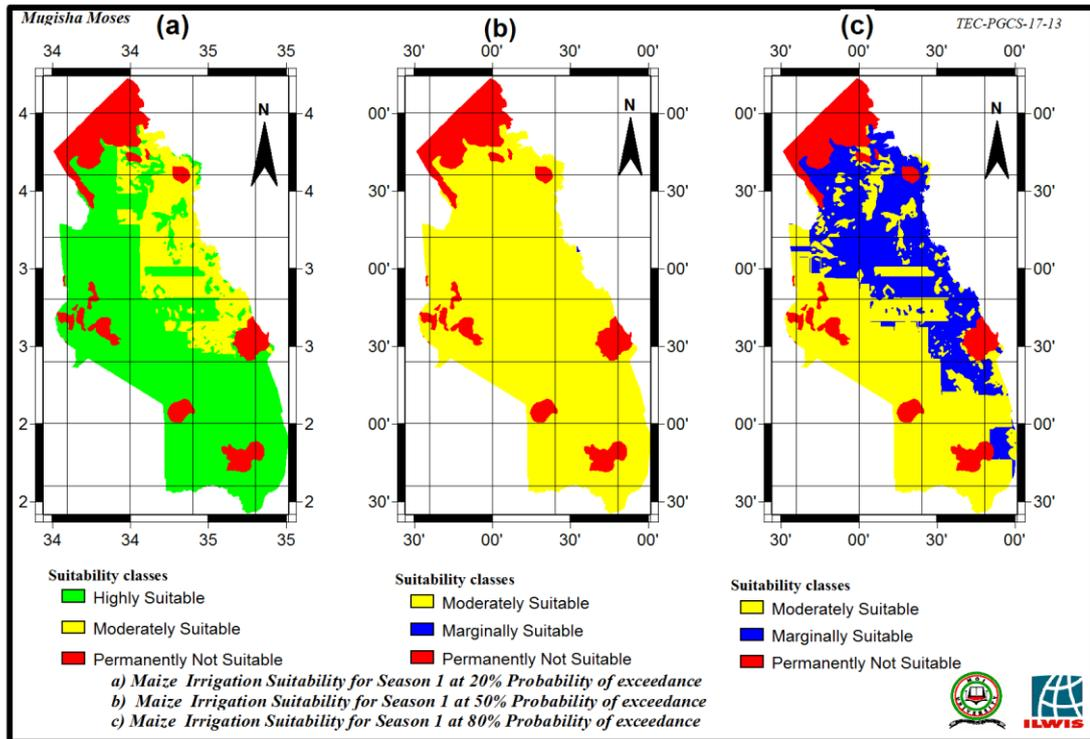 Mugisha Moses (a) (b) (c) TEC-PGCS-17-13
34 34 35 35 30' 00' 30' 00' 30' 00' 30' 00'
N N N
4 4 00' 00' 00'
4 4 30' 30' 30'
3 3 00' 00' 00'
3 3 30' 30' 30'
2 2 00' 00' 00'
2 2 30' 30' 30'
34 34 35 35 00' 30' 00' 30' 00' 30' 00' 30'
Suitability classes
Highly Suitable
Moderately Suitable
Permanently Not Suitable
Suitability classes
Moderately Suitable
Marginally Suitable
Permanently Not Suitable
Suitability classes
Moderately Suitable
Marginally Suitable
Permanently Not Suitable
a) Maize Irrigation Suitability for Season 1 at 20% Probability of exceedance
b) Maize Irrigation Suitability for Season 1 at 50% Probability of exceedance
c) Maize Irrigation Suitability for Season 1 at 80% Probability of exceedance
MOI UNIVERSITY
ILWIS